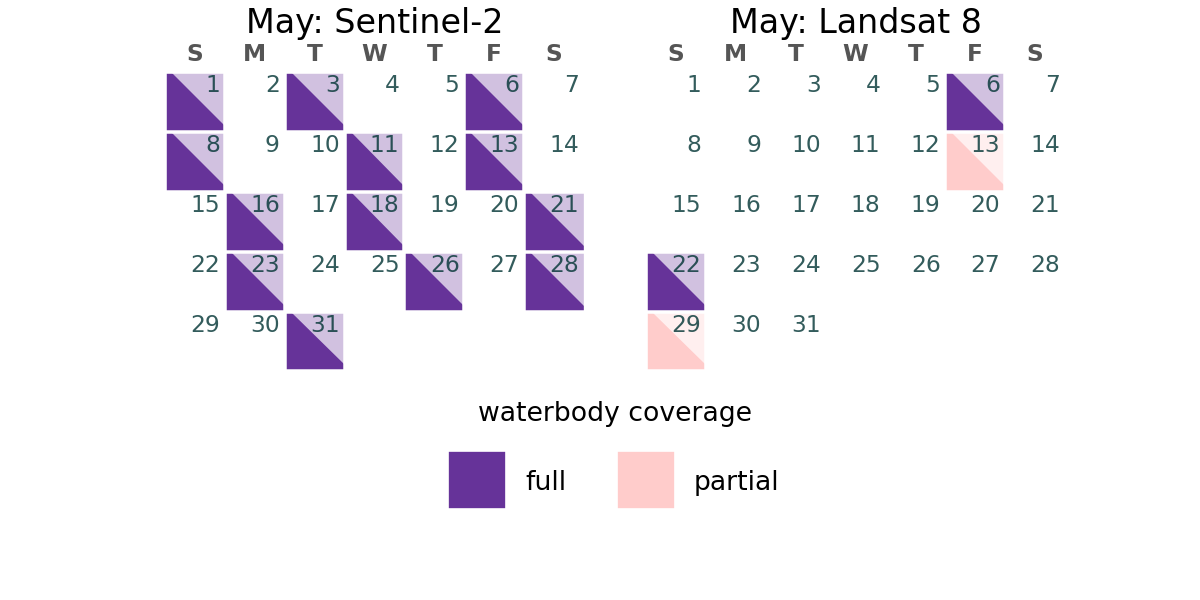 May: Sentinel-2
S M T W T F S
1 2 3 4 5 6 7
8 9 10 11 12 13 14
15 16 17 18 19 20 21
22 23 24 25 26 27 28
29 30 31
May: Landsat 8
S M T W T F S
1 2 3 4 5 6 7
8 9 10 11 12 13 14
15 16 17 18 19 20 21
22 23 24 25 26 27 28
29 30 31
waterbody coverage
full
partial